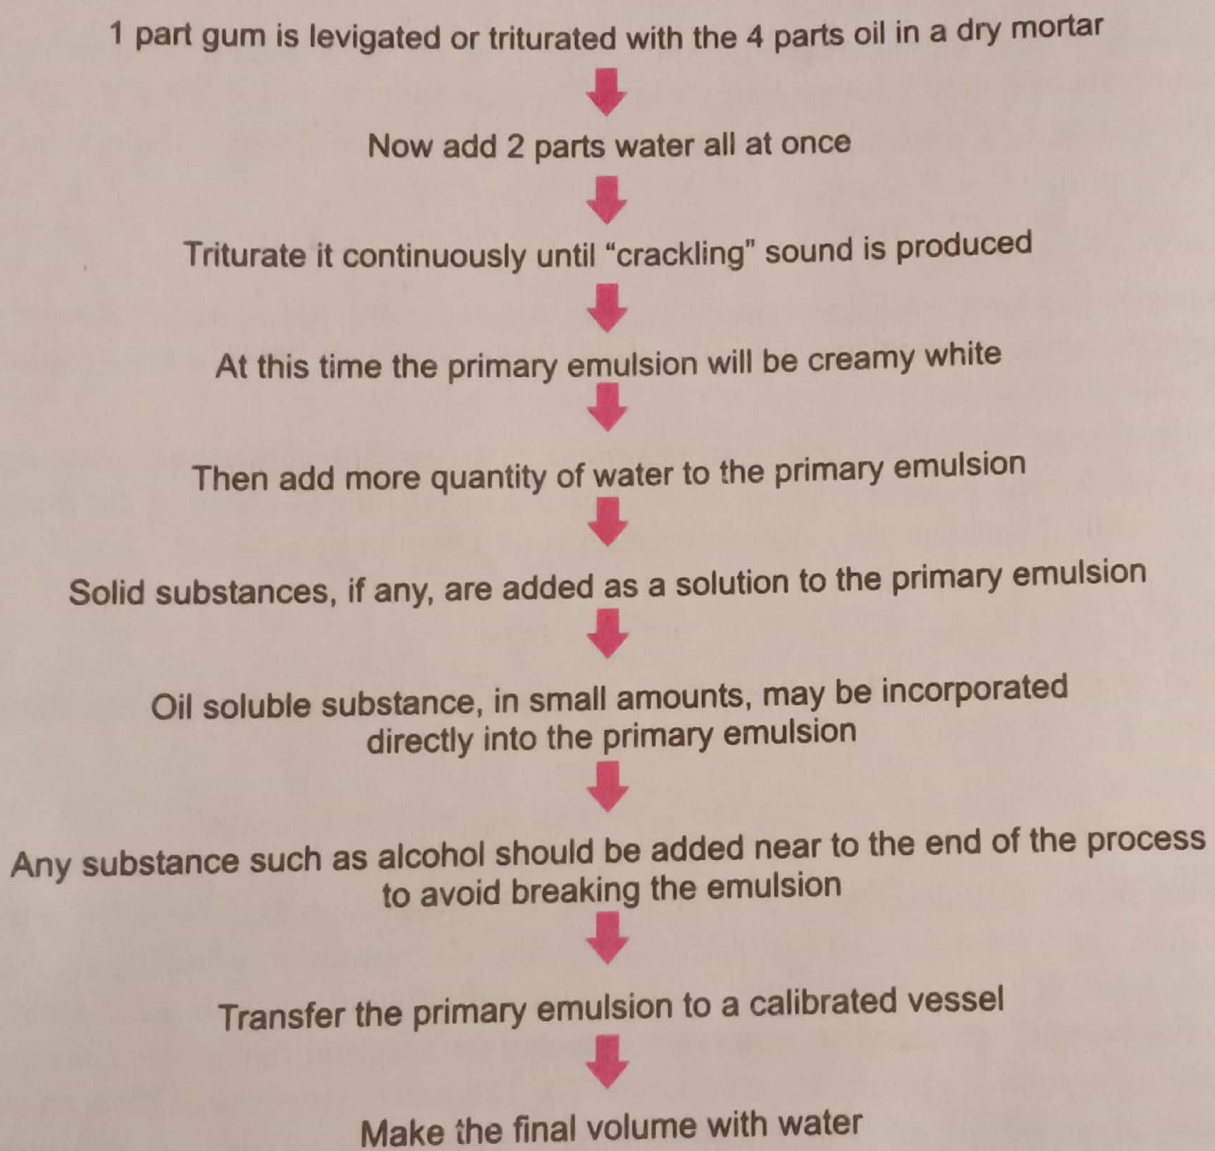 1 part gum is levigated or triturated with the 4 parts oil in a dry mortar
Now add 2 parts water all at once
Triturate it continuously until “crackling” sound is produced
At this time the primary emulsion will be creamy white
Then add more quantity of water to the primary emulsion
Solid substances, if any, are added as a solution to the primary emulsion
Oil soluble substance, in small amounts, may be incorporated
directly into the primary emulsion
Any substance such as alcohol should be added near to the end of the process
to avoid breaking the emulsion
Transfer the primary emulsion to a calibrated vessel
Make the final volume with water